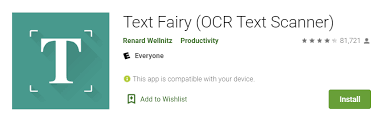 T
Text Fairy (OCR Text Scanner)
Renard Wellnitz Productivity 81,721
E Everyone
This app is compatible with your device.
Add to Wishlist
Install